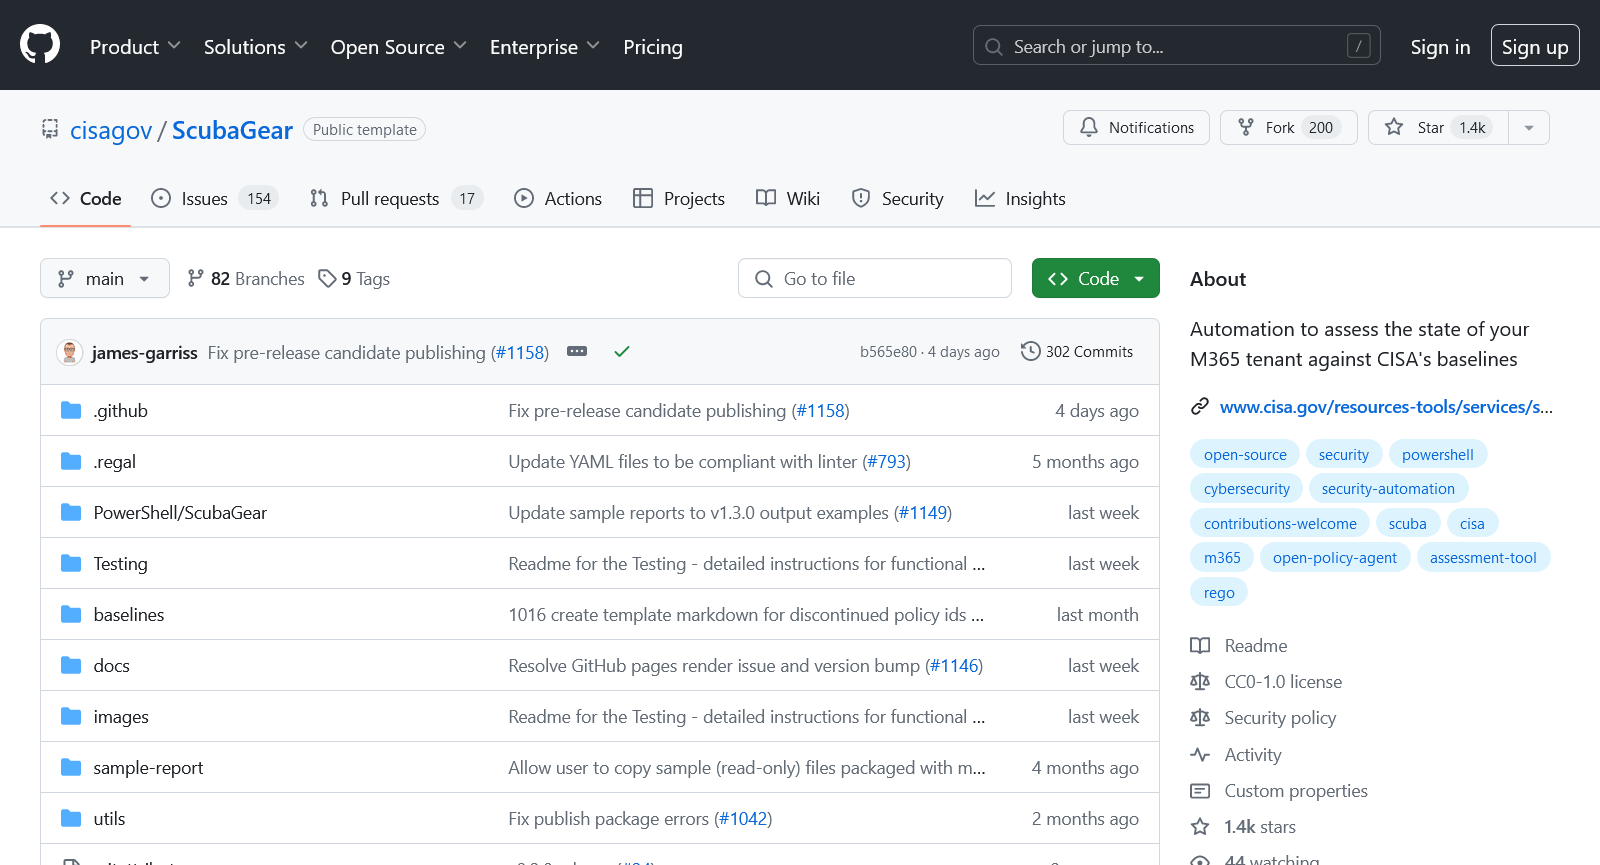 Product Solutions Open Source Enterprise Pricing Search or jump to... / Sign in Sign up
cisagov / ScubaGear Public template Notifications Fork 200 Star 1.4k
Code Issues 154 Pull requests 17 Actions Projects Wiki Security Insights
main 82 Branches 9 Tags Go to file Code
james-garriss Fix pre-release candidate publishing (#1158) b565e80 · 4 days ago 302 Commits
.github Fix pre-release candidate publishing (#1158) 4 days ago
.regal Update YAML files to be compliant with linter (#793) 5 months ago
PowerShell/ScubaGear Update sample reports to v1.3.0 output examples (#1149) last week
Testing Readme for the Testing - detailed instructions for functional ... last week
baselines 1016 create template markdown for discontinued policy ids ... last month
docs Resolve GitHub pages render issue and version bump (#1146) last week
images Readme for the Testing - detailed instructions for functional ... last week
sample-report Allow user to copy sample (read-only) files packaged with m... 4 months ago
utils Fix publish package errors (#1042) 2 months ago
About
Automation to assess the state of your
M365 tenant against CISA's baselines
www.cisa.gov/resources-tools/services/s...
open-source security powershell
cybersecurity security-automation
contributions-welcome scuba cisa
m365 open-policy-agent assessment-tool
rego
Readme
CC0-1.0 license
Security policy
Activity
Custom properties
1.4k stars
44 watching